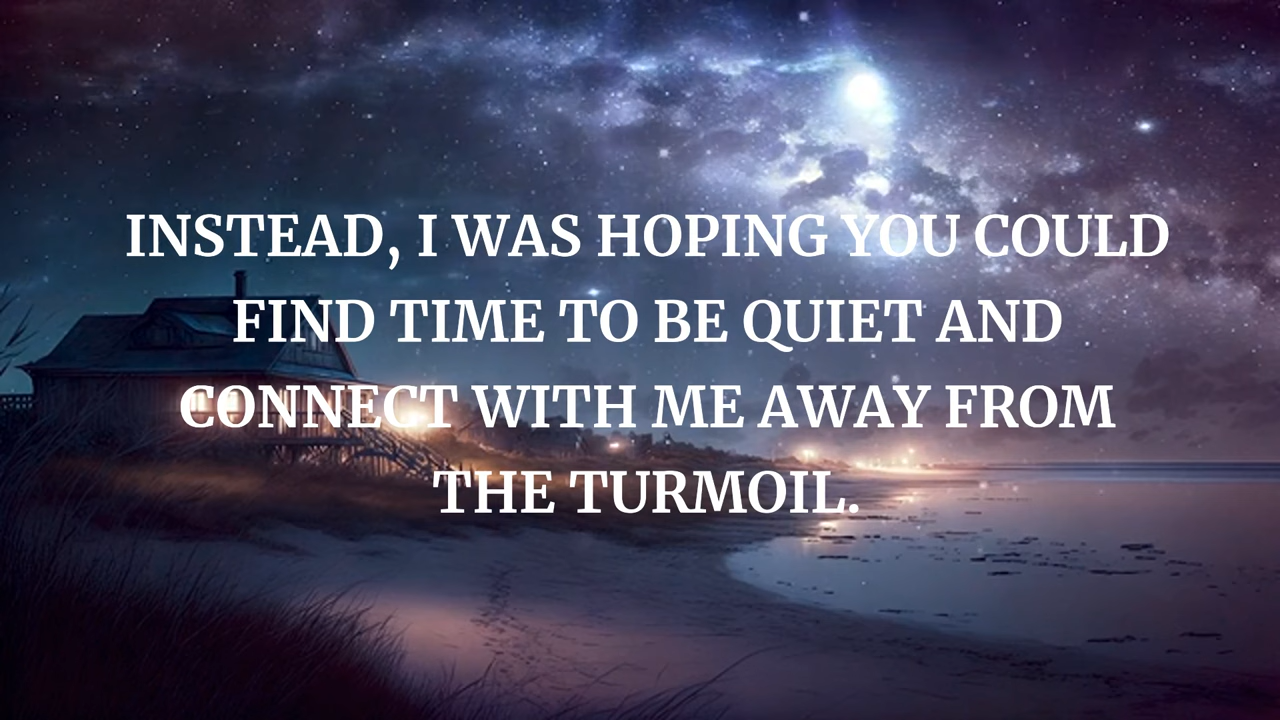 INSTEAD, I WAS HOPING YOU COULD
FIND TIME TO BE QUIET AND
CONNECT WITH ME AWAY FROM
THE TURMOIL.